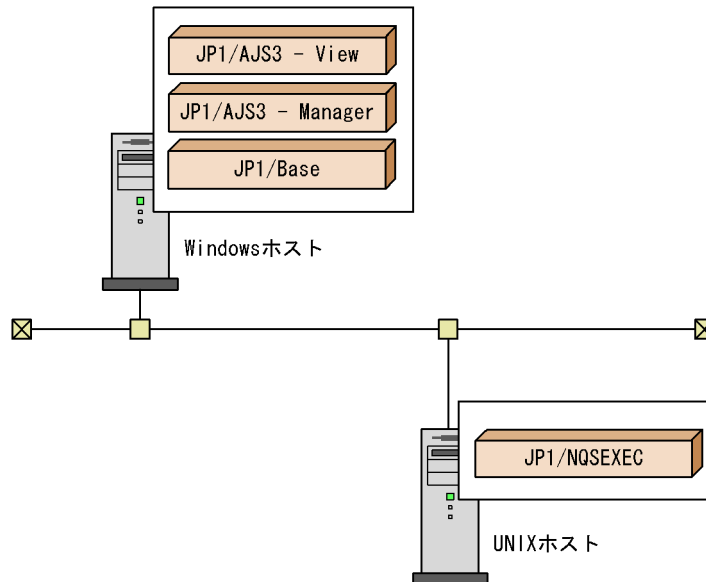 JP1/AJS3 - View
JP1/AJS3 - Manager
JP1/Base
Windowsホスト
JP1/NQSEXEC
UNIXホスト